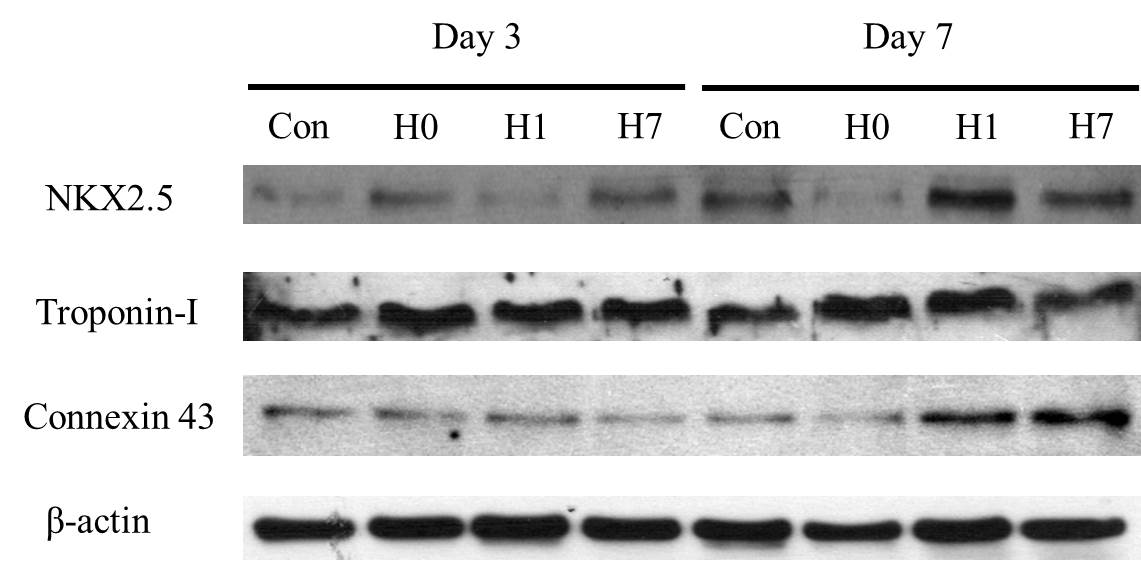 Day 3 Day 7
Con H0 H1 H7 Con H0 H1 H7
NKX2.5
Troponin-I
Connexin 43
β-actin